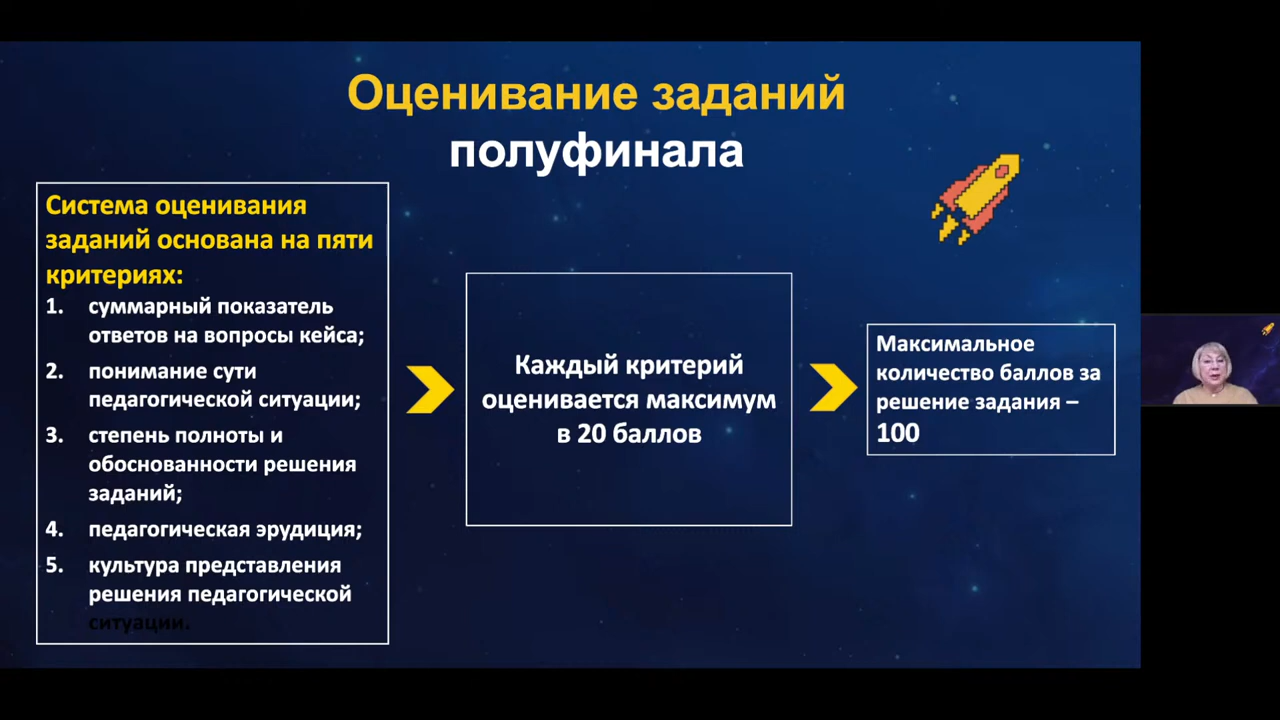 Оценивание заданий
полуфинала
Система оценивания
заданий основана на пяти
критериях:
1. суммарный показатель
ответов на вопросы кейса;
2. понимание сути
педагогической ситуации;
3. степень полноты и
обоснованности решения
заданий;
4. педагогическая эрудиция;
5. культура представления
решения педагогической
ситуации.
Каждый критерий
оценивается максимум
в 20 баллов
Максимальное
количество баллов за
решение задания –
100